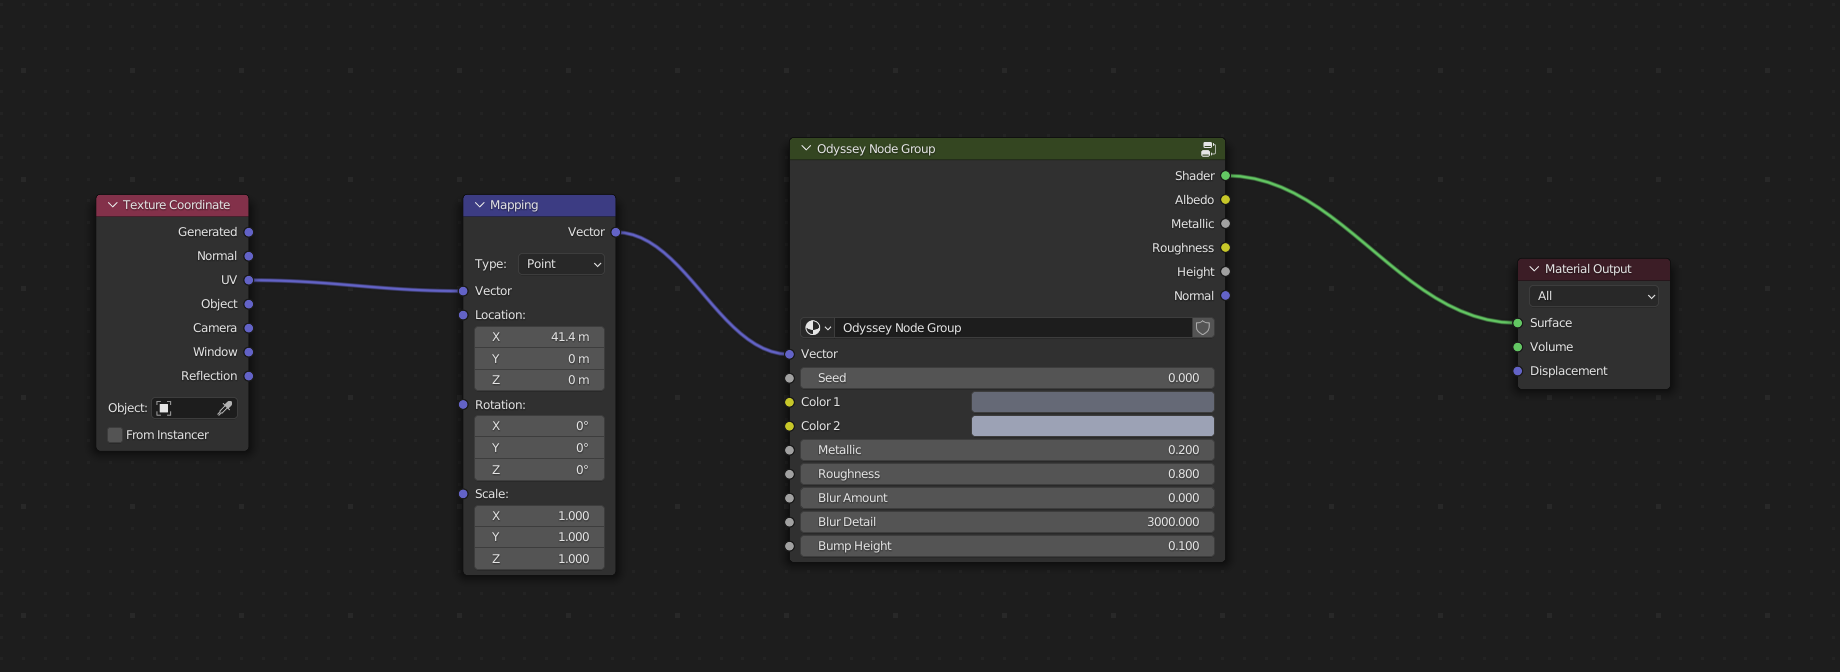 Texture Coordinate
Generated
Normal
UV
Object
Camera
Window
Reflection
Object:
From Instancer
Mapping
Vector
Type: Point
Vector
Location:
X 41.4 m
Y 0 m
Z 0 m
Rotation:
X 0°
Y 0°
Z 0°
Scale:
X 1.000
Y 1.000
Z 1.000
Odyssey Node Group
Shader
Albedo
Metallic
Roughness
Height
Normal
Odyssey Node Group
Vector
Seed 0.000
Color 1
Color 2
Metallic 0.200
Roughness 0.800
Blur Amount 0.000
Blur Detail 3000.000
Bump Height 0.100
Material Output
All
Surface
Volume
Displacement